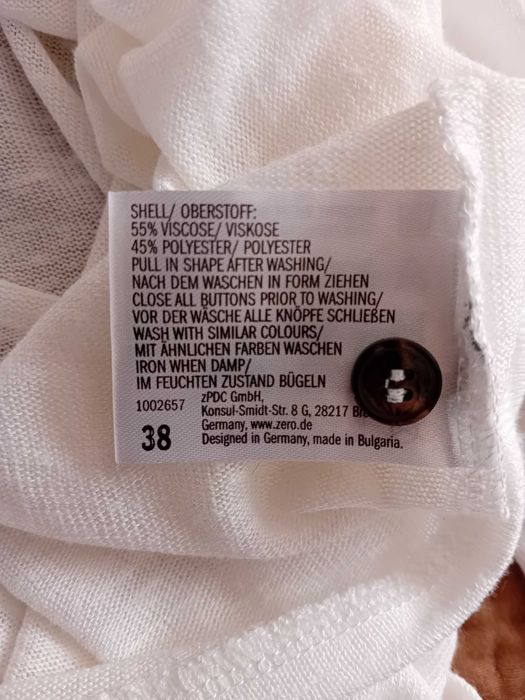 SHELL/ OBERSTOFF:
55% VISCOSE/ VISKOSE
45% POLYESTER/ POLYESTER
PULL IN SHAPE AFTER WASHING/
NACH DEM WASCHEN IN FORM ZIEHEN
CLOSE ALL BUTTONS PRIOR TO WASHING/
VOR DER WÄSCHE ALLE KNÖPFE SCHLIEẞEN
WASH WITH SIMILAR COLOURS/
MIT ÄHNLICHEN FARBEN WASCHEN
IRON WHEN DAMP/
IM FEUCHTEN ZUSTAND BÜGELN
1002657
38
zPDC GmbH,
Konsul-Smidt-Str. 8 G, 28217
Germany, www.zero.de
Designed in Germany, made in Bulgaria.